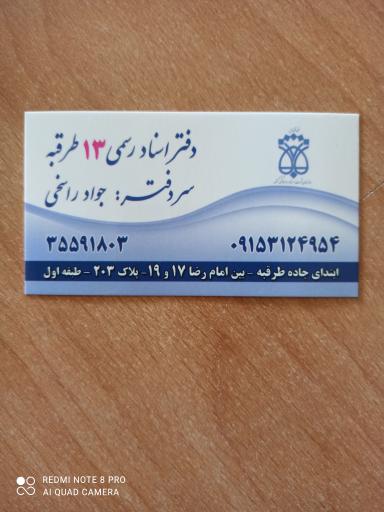 دفتر اسناد رسمی ۱۳ طرقبه
سردفتر: جواد راسخی
۳۵۵۹۱۸۰۳
۰۹۱۵۳۱۲۴۹۵۴
ابتدای جاده طرقبه - بین امام رضا ۱۷ و ۱۹- پلاک ۲۰۳ - طبقه اول
REDMI NOTE 8 PRO
AI QUAD CAMERA